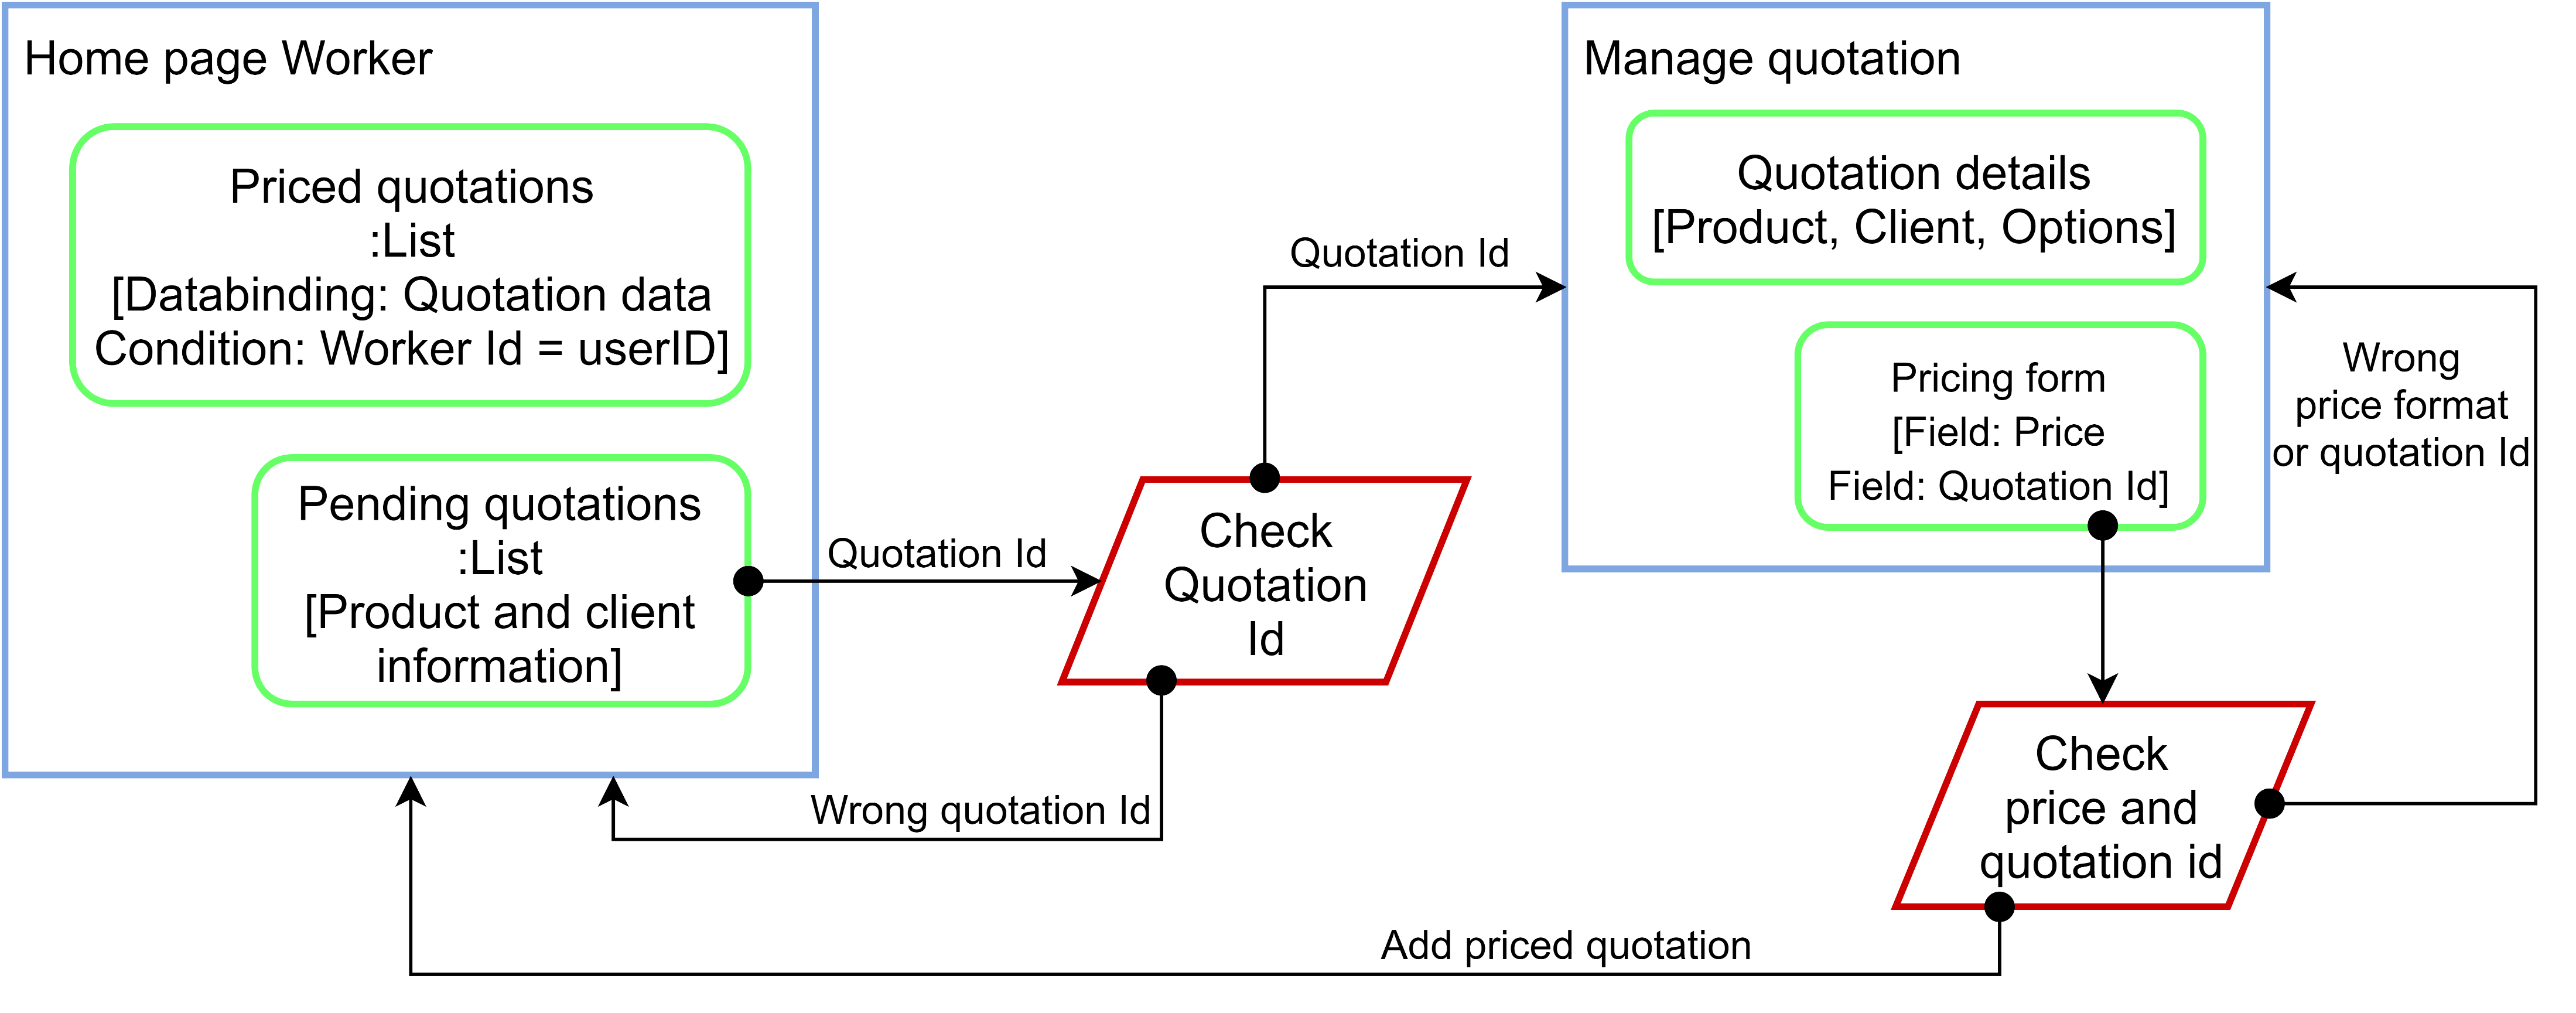 Home page Worker
Priced quotations
:List
[Databinding: Quotation data
Condition: Worker Id = userID]
Pending quotations
:List
[Product and client
information]
Quotation Id
Check
Quotation
Id
Wrong quotation Id
Quotation Id
Manage quotation
Quotation details
[Product, Client, Options]
Pricing form
[Field: Price
Field: Quotation Id]
Wrong
price format
or quotation Id
Check
price and
quotation id
Add priced quotation